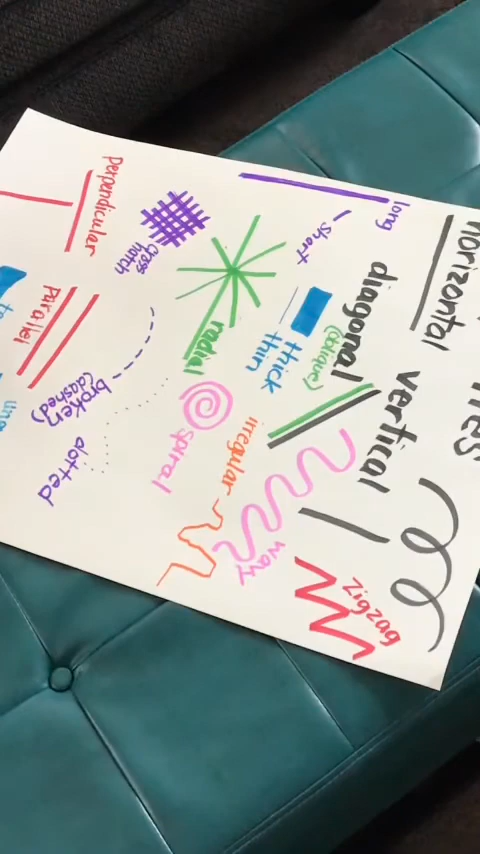 horizontal
vertical
diagonal
(oblique)
Zigzag
long
short
thick
thin
wavy
irregular
radial
spiral
cross
hatch
perpendicular
parallel
broken
(dashed)
dotted